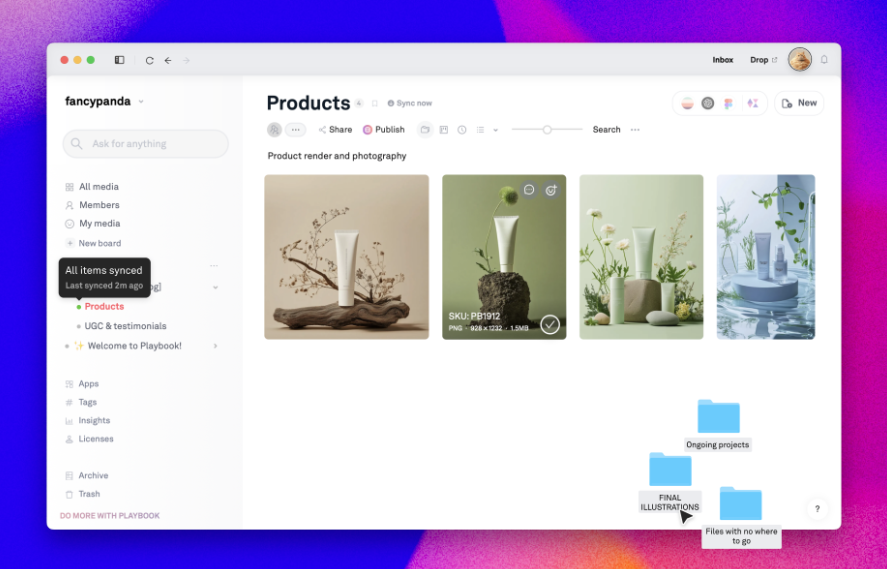 Inbox
Drop
fancypanda
Products 4
Sync now
New
Share
Publish
Search
Ask for anything
Product render and photography
All media
Members
My media
New board
All items synced
Last synced 2m ago
Products
UGC & testimonials
✨ Welcome to Playbook!
SKU: PB1912
PNG · 928 × 1232 · 1.5MB
Apps
Tags
Insights
Licenses
Archive
Trash
DO MORE WITH PLAYBOOK
Ongoing projects
FINAL
ILLUSTRATIONS
Files with no where
to go
?